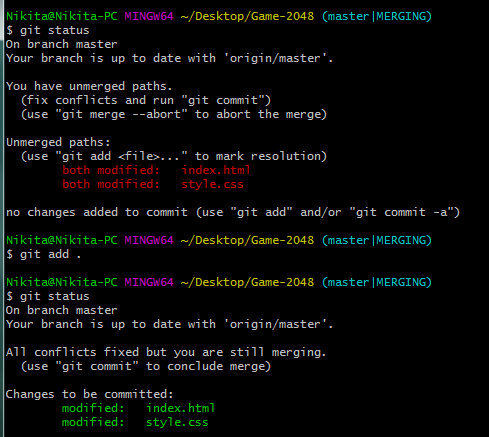 Nikita@Nikita-PC MINGW64 ~/Desktop/Game-2048 (master|MERGING)
$ git status
On branch master
Your branch is up to date with 'origin/master'.
You have unmerged paths.
(fix conflicts and run "git commit")
(use "git merge --abort" to abort the merge)
Unmerged paths:
(use "git add <file>..." to mark resolution)
both modified: index.html
both modified: style.css
no changes added to commit (use "git add" and/or "git commit -a")
Nikita@Nikita-PC MINGW64 ~/Desktop/Game-2048 (master|MERGING)
$ git add .
Nikita@Nikita-PC MINGW64 ~/Desktop/Game-2048 (master|MERGING)
$ git status
On branch master
Your branch is up to date with 'origin/master'.
All conflicts fixed but you are still merging.
(use "git commit" to conclude merge)
Changes to be committed:
modified: index.html
modified: style.css